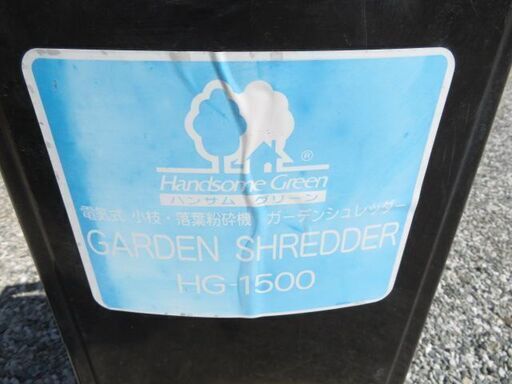 ®
Handsome Green
ハンサム グリーン
電気式 小枝・落葉粉砕機 ガーデンシュレッダー
GARDEN SHREDDER
HG-1500